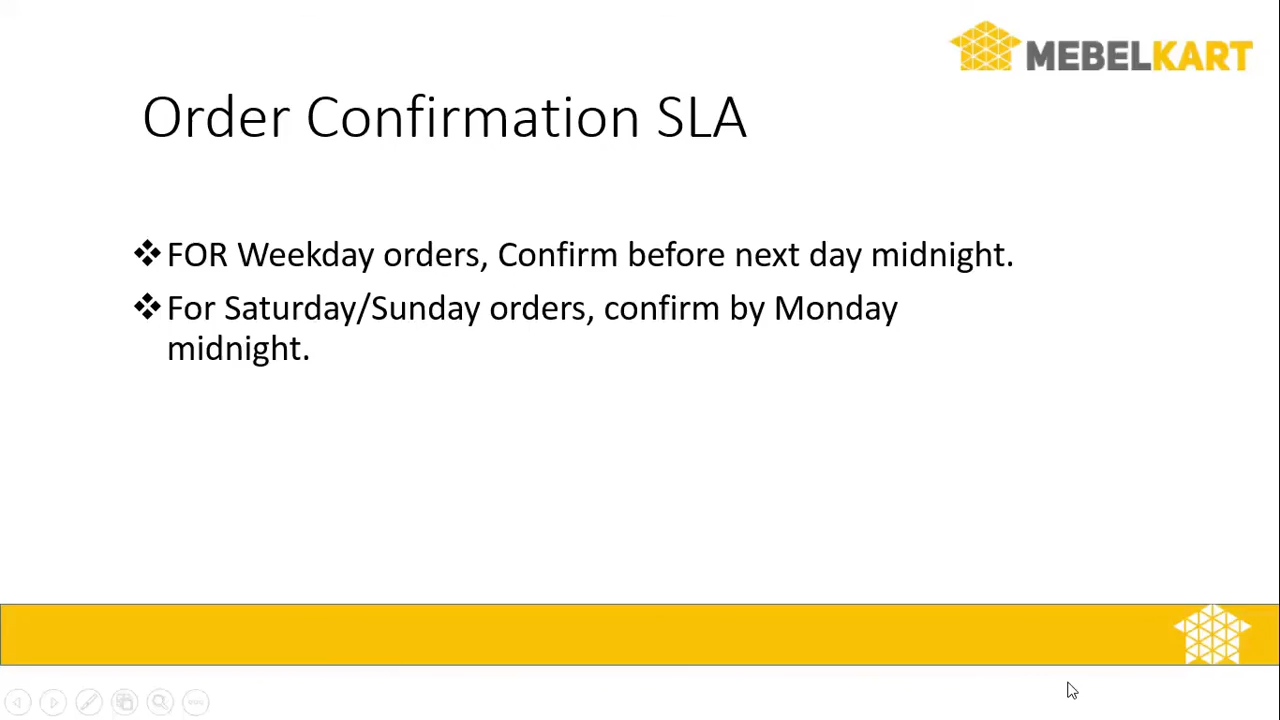 MEBELKART
Order Confirmation SLA
❖FOR Weekday orders, Confirm before next day midnight.
❖For Saturday/Sunday orders, confirm by Monday
midnight.